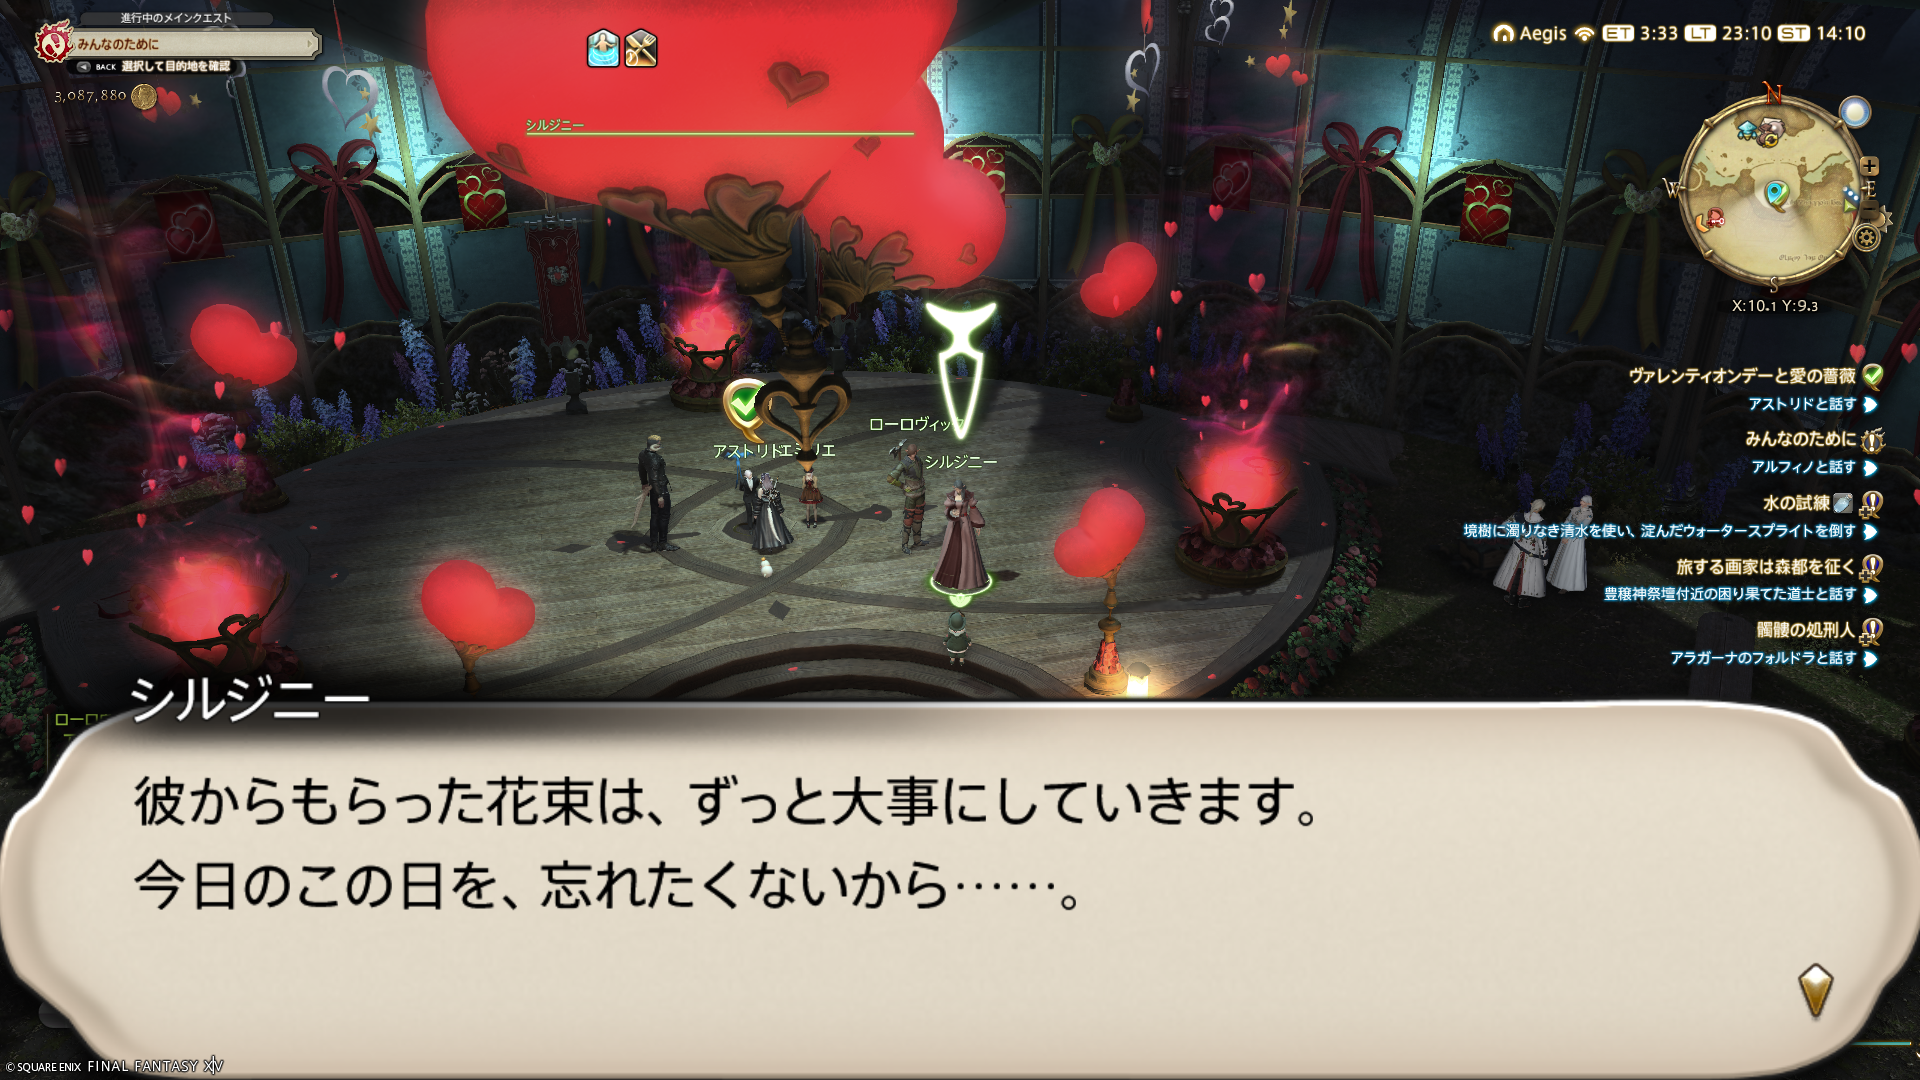 進行中のメインクエスト
みんなのために
BACK 選択して目的地を確認
3,087,880
Aegis ET 3:33 LT 23:10 ST 14:10
シルジニー
N
W
E
S
X:10.1 Y:9.3
ヴァレンティオンデーと愛の薔薇
アストリドと話す
みんなのために
アルフィノと話す
水の試練
境樹に濁りなき清水を使い、淀んだウォータースプライトを倒す
旅する画家は森都を征く
豊穣神祭壇付近の困り果てた道士と話す
髑髏の処刑人
アラガーナのフォルドラと話す
ローロヴィック
アストリド
エミリエ
シルジニー
シルジニー
彼からもらった花束は、ずっと大事にしていきます。
今日のこの日を、忘れたくないから……。
© SQUARE ENIX FINAL FANTASY XIV